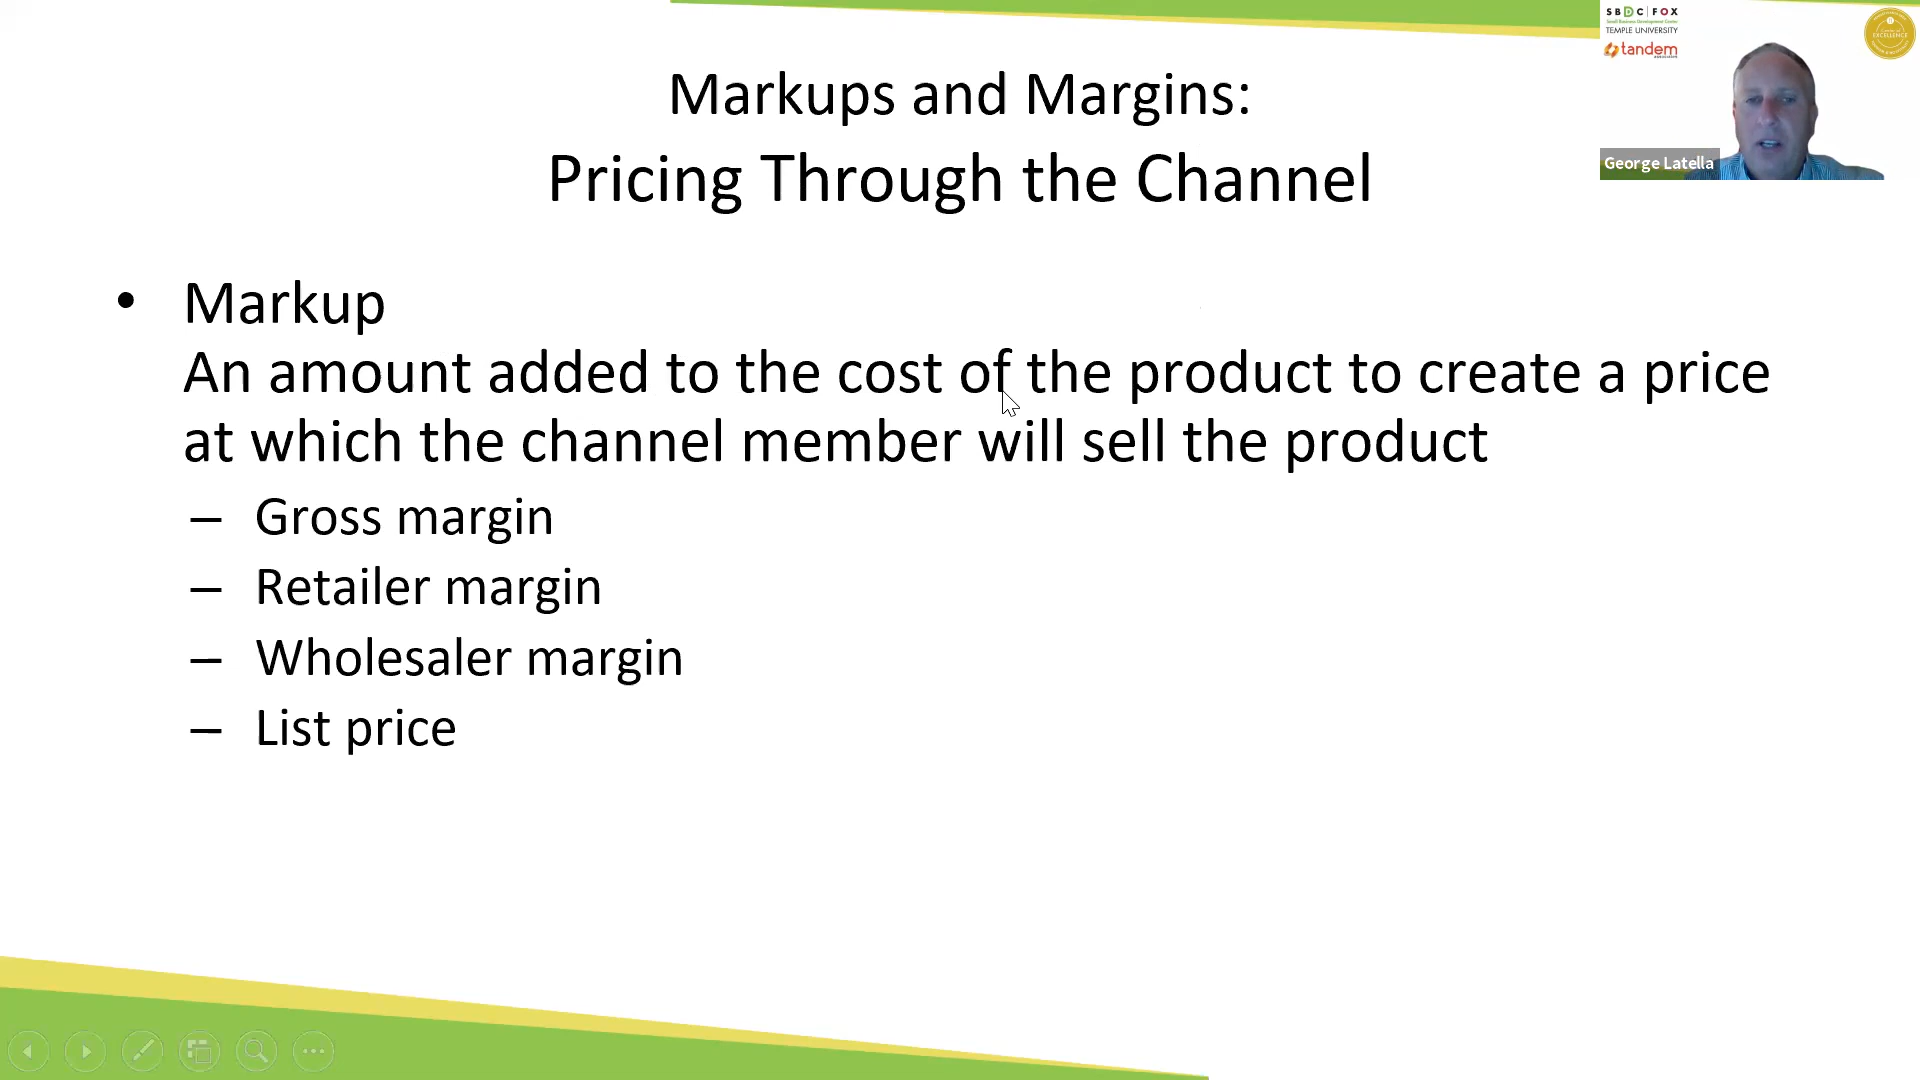 Markups and Margins:
Pricing Through the Channel
SBDC|FOX
Small Business Development Center
TEMPLE UNIVERSITY
tandem
EXCELLENCE
George Latella
• Markup
An amount added to the cost of the product to create a price
at which the channel member will sell the product
– Gross margin
– Retailer margin
– Wholesaler margin
– List price